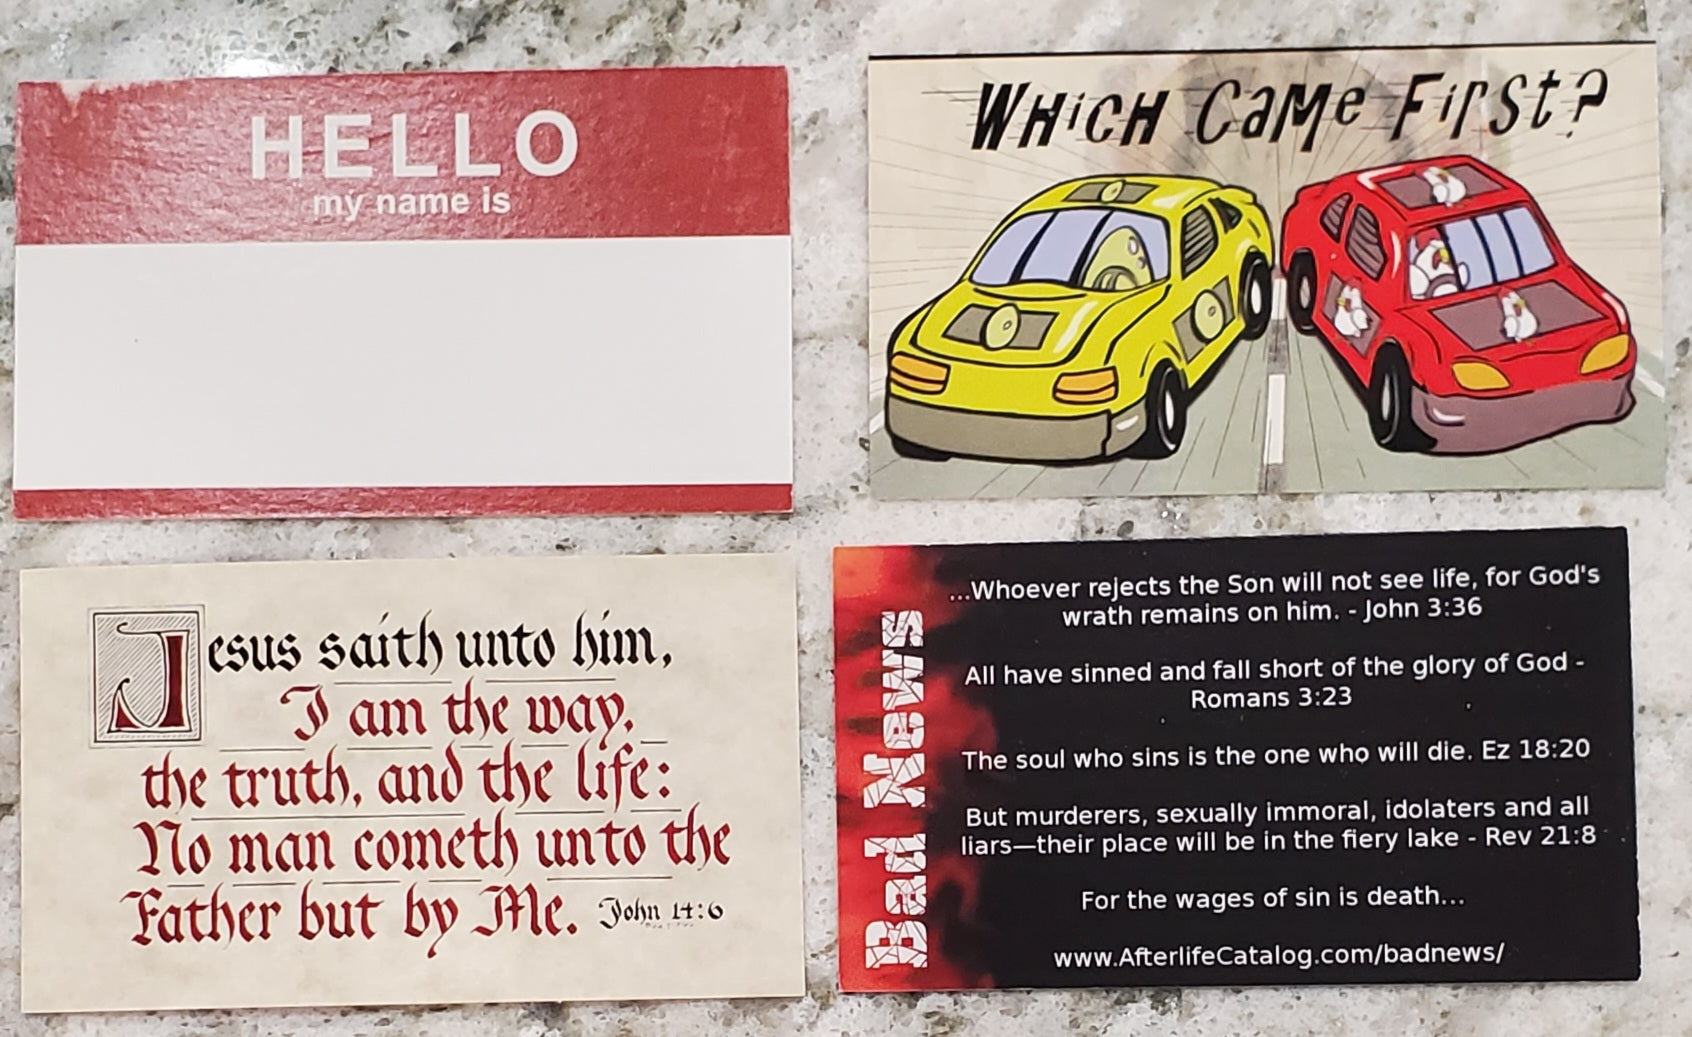 HELLO
my name is
WHiCH CaMe FirSt?
Jesus saith unto him,
I am the way,
the truth, and the life:
No man cometh unto the
Father but by Me. John 14:6
Bad News
...Whoever rejects the Son will not see life, for God's
wrath remains on him. - John 3:36
All have sinned and fall short of the glory of God -
Romans 3:23
The soul who sins is the one who will die. Ez 18:20
But murderers, sexually immoral, idolaters and all
liars—their place will be in the fiery lake - Rev 21:8
For the wages of sin is death...
www.AfterlifeCatalog.com/badnews/